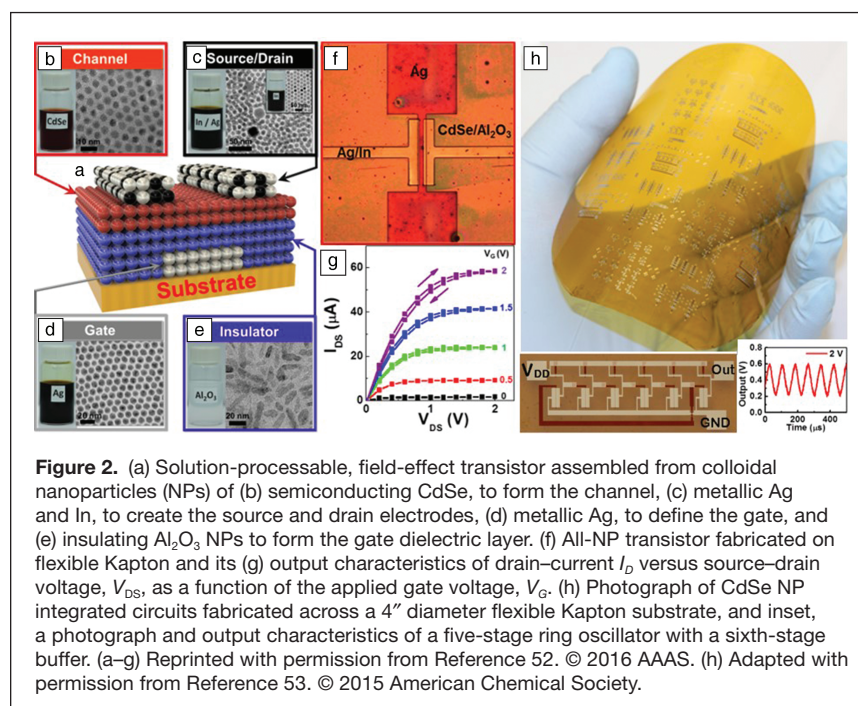 b
Channel
CdSe
10 nm
c
Source/Drain
In / Ag
50 nm
a
Substrate
d
Gate
Ag
20 nm
e
Insulator
Al₂O₃
20 nm
f
Ag
CdSe/Al₂O₃
Ag/In
g
V_G (V)
2
1.5
1
0.5
0
60
40
20
0
I_DS (μA)
0 1 2
V_DS (V)
h
V_DD
Out
GND
2 V
0.8
0.6
0.4
0.2
0.0
Output (V)
0 200 400
Time (μs)
Figure 2. (a) Solution-processable, field-effect transistor assembled from colloidal
nanoparticles (NPs) of (b) semiconducting CdSe, to form the channel, (c) metallic Ag
and In, to create the source and drain electrodes, (d) metallic Ag, to define the gate, and
(e) insulating Al₂O₃ NPs to form the gate dielectric layer. (f) All-NP transistor fabricated on
flexible Kapton and its (g) output characteristics of drain–current I_D versus source–drain
voltage, V_DS, as a function of the applied gate voltage, V_G. (h) Photograph of CdSe NP
integrated circuits fabricated across a 4″ diameter flexible Kapton substrate, and inset,
a photograph and output characteristics of a five-stage ring oscillator with a sixth-stage
buffer. (a–g) Reprinted with permission from Reference 52. © 2016 AAAS. (h) Adapted with
permission from Reference 53. © 2015 American Chemical Society.